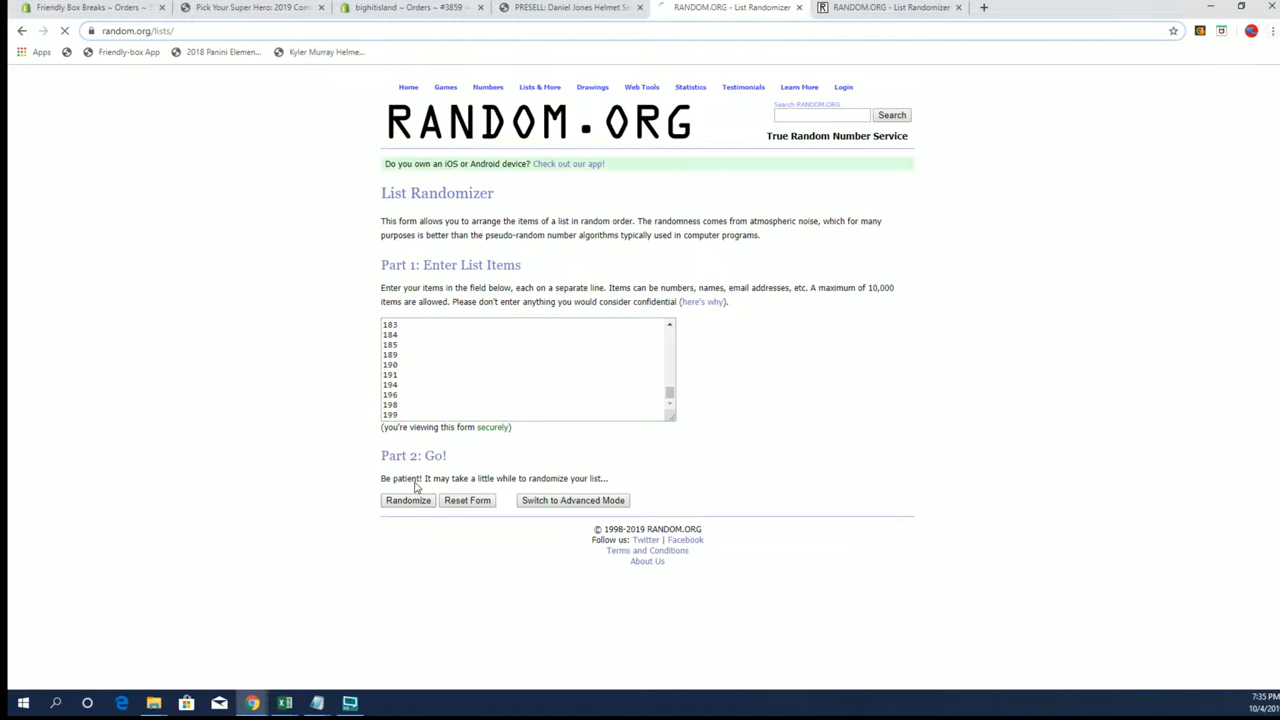 Friendly Box Breaks ~ Orders ~
Pick Your Super Hero: 2019 Com
bighitisland ~ Orders ~ #3859 ~
PRESELL: Daniel Jones Helmet Se
RANDOM.ORG - List Randomizer
RANDOM.ORG - List Randomizer
random.org/lists/
Apps
Friendly-box App
2018 Panini Elemen...
Kyler Murray Helme...
Home Games Numbers Lists & More Drawings Web Tools Statistics Testimonials Learn More Login
RANDOM.ORG
Search RANDOM.ORG
Search
True Random Number Service
Do you own an iOS or Android device? Check out our app!
List Randomizer
This form allows you to arrange the items of a list in random order. The randomness comes from atmospheric noise, which for many
purposes is better than the pseudo-random number algorithms typically used in computer programs.
Part 1: Enter List Items
Enter your items in the field below, each on a separate line. Items can be numbers, names, email addresses, etc. A maximum of 10,000
items are allowed. Please don't enter anything you would consider confidential (here's why).
183
184
185
189
190
191
194
196
198
199
(you're viewing this form securely)
Part 2: Go!
Be patient! It may take a little while to randomize your list...
Randomize Reset Form Switch to Advanced Mode
© 1998-2019 RANDOM.ORG
Follow us: Twitter | Facebook
Terms and Conditions
About Us
7:35 PM
10/4/201